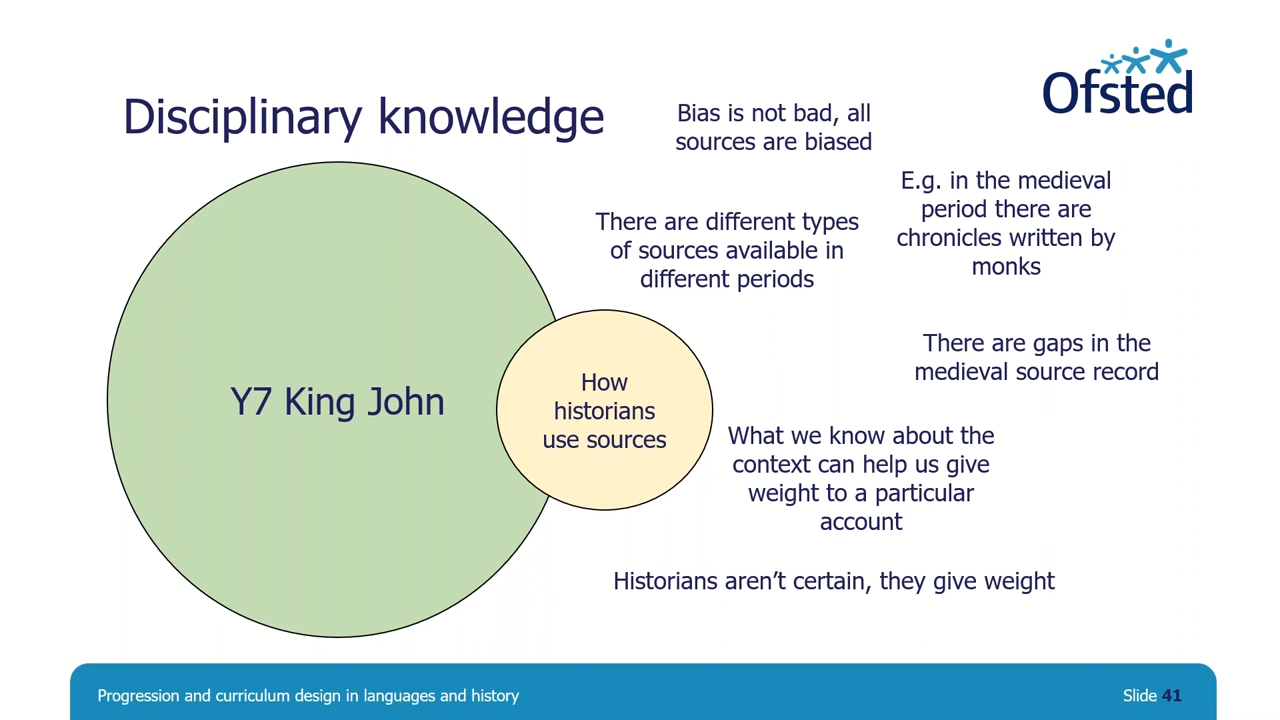 Ofsted
Disciplinary knowledge
Bias is not bad, all
sources are biased
E.g. in the medieval
period there are
chronicles written by
monks
There are different types
of sources available in
different periods
There are gaps in the
medieval source record
Y7 King John
How
historians
use sources
What we know about the
context can help us give
weight to a particular
account
Historians aren’t certain, they give weight
Progression and curriculum design in languages and history
Slide 41